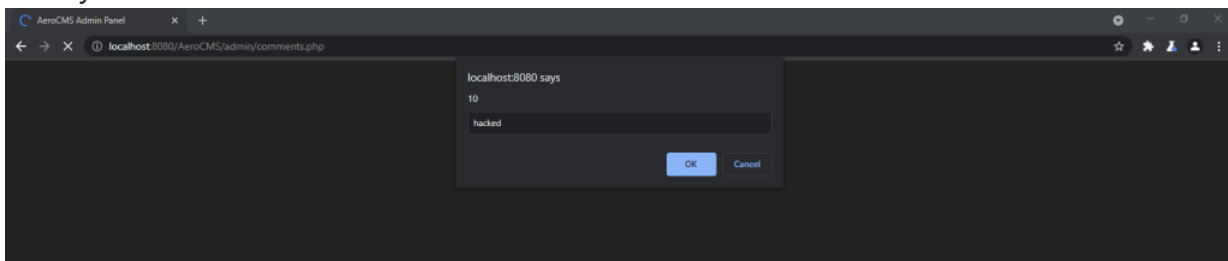 AeroCMS Admin Panel
localhost:8080/AeroCMS/admin/comments.php
localhost:8080 says
10
hacked
OK Cancel